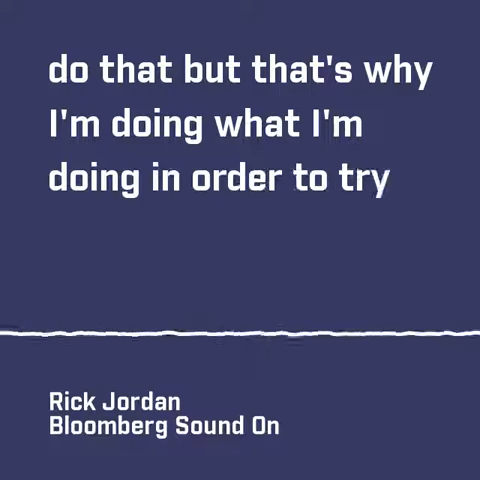 do that but that's why
I'm doing what I'm
doing in order to try
Rick Jordan
Bloomberg Sound On